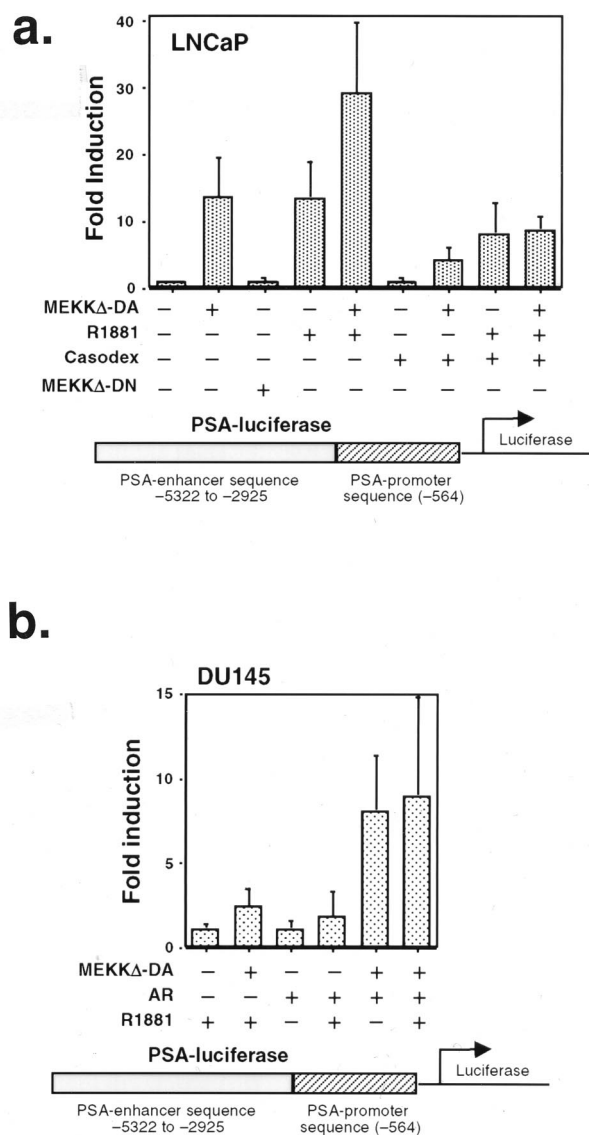 a.
LNCaP
Fold Induction
40
30
20
10
0
MEKKΔ-DA − + − − + − + − +
R1881 − − − + + − − + +
Casodex − − − − − + + + +
MEKKΔ-DN − − + − − − − − −
PSA-luciferase
Luciferase
PSA-enhancer sequence
−5322 to −2925
PSA-promoter
sequence (−564)
b.
DU145
Fold induction
15
10
5
0
MEKKΔ-DA − + − − + +
AR − − + + + +
R1881 + + − + − +
PSA-luciferase
Luciferase
PSA-enhancer sequence
−5322 to −2925
PSA-promoter
sequence (−564)